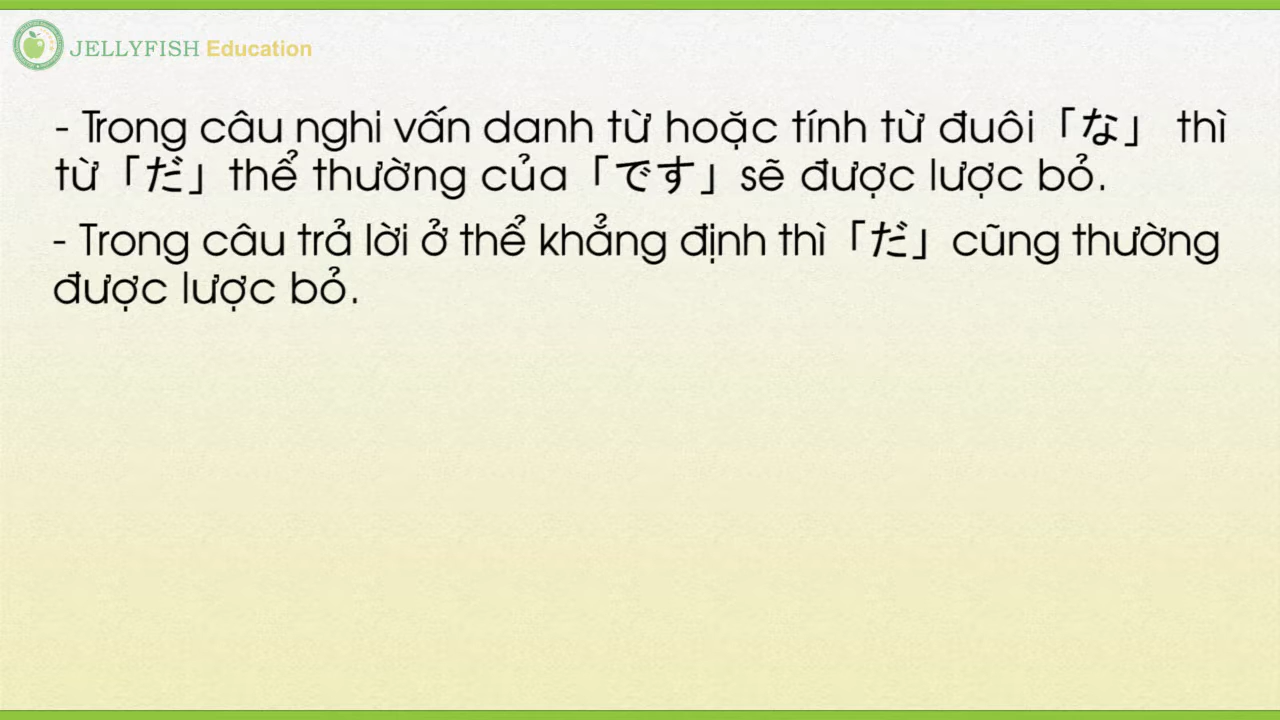 JELLYFISH Education
- Trong câu nghi vấn danh từ hoặc tính từ đuôi「な」 thì
từ「だ」thể thường của「です」sẽ được lược bỏ.
- Trong câu trả lời ở thể khẳng định thì「だ」cũng thường
được lược bỏ.